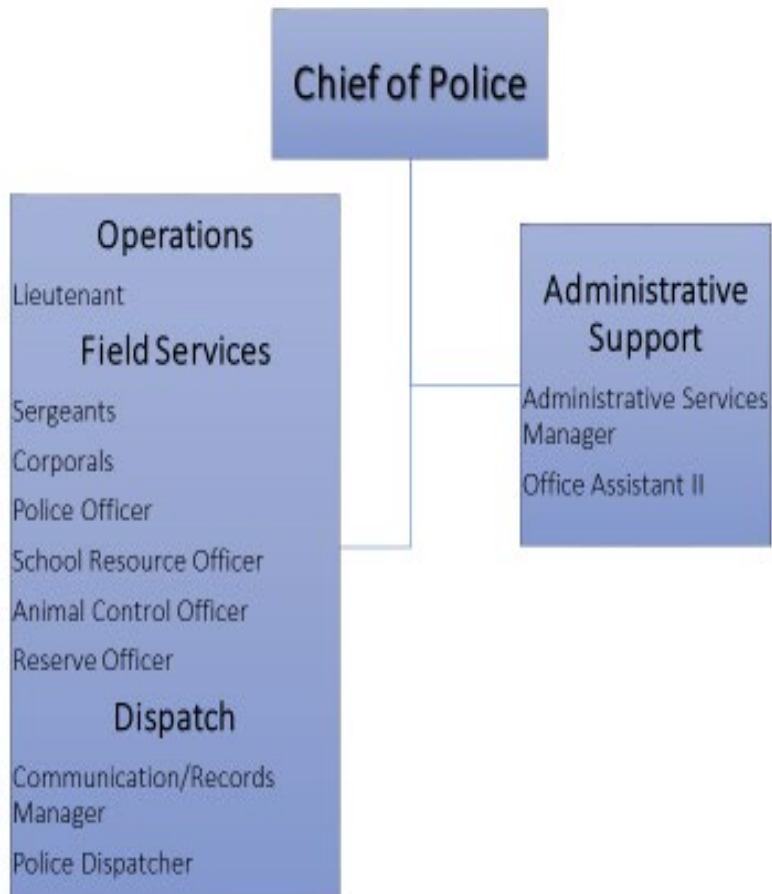 Chief of Police
Operations
Lieutenant
Field Services
Sergeants
Corporals
Police Officer
School Resource Officer
Animal Control Officer
Reserve Officer
Dispatch
Communication/Records
Manager
Police Dispatcher
Administrative
Support
Administrative Services
Manager
Office Assistant II